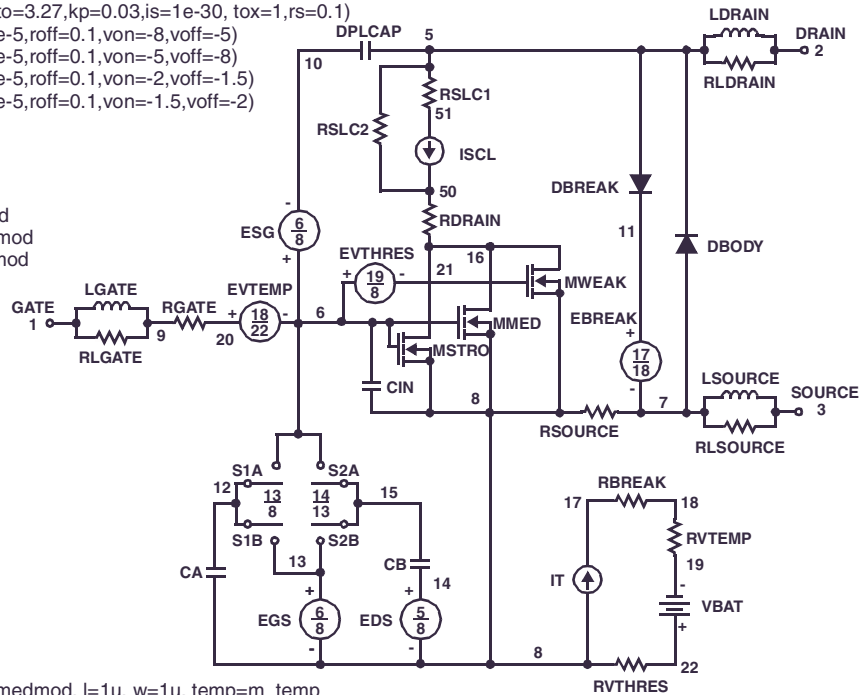 to=3.27,kp=0.03,is=1e-30, tox=1,rs=0.1)
e-5,roff=0.1,von=-8,voff=-5)
e-5,roff=0.1,von=-5,voff=-8)
e-5,roff=0.1,von=-2,voff=-1.5)
e-5,roff=0.1,von=-1.5,voff=-2)
d
mod
mod
LDRAIN
DPLCAP
5
DRAIN
2
10
RLDRAIN
RSLC1
51
RSLC2
ISCL
50
DBREAK
RDRAIN
11
DBODY
-
ESG
6
8
+
EVTHRES
16
21
+
19
8
-
MWEAK
LGATE
EVTEMP
GATE
1
RGATE
+
18
22
-
6
MMED
EBREAK
+
9
20
RLGATE
MSTRO
17
18
-
LSOURCE
SOURCE
3
CIN
8
7
RSOURCE
RLSOURCE
S1A
S2A
12
13
8
14
13
15
S1B
S2B
13
CA
CB
14
+
+
EGS
6
8
EDS
5
8
-
-
RBREAK
17
18
RVTEMP
19
IT
-
VBAT
+
8
22
RVTHRES
medmod, l=1u, w=1u, temp=m_temp